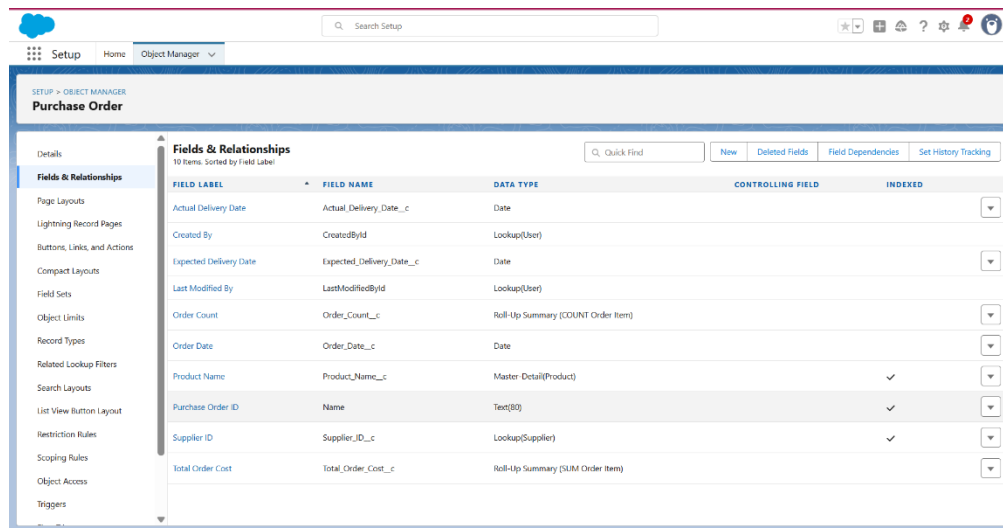 Search Setup
2
Setup Home Object Manager
SETUP > OBJECT MANAGER
Purchase Order
Details
Fields & Relationships
Page Layouts
Lightning Record Pages
Buttons, Links, and Actions
Compact Layouts
Field Sets
Object Limits
Record Types
Related Lookup Filters
Search Layouts
List View Button Layout
Restriction Rules
Scoping Rules
Object Access
Triggers
Fields & Relationships
10 Items. Sorted by Field Label
Quick Find New Deleted Fields Field Dependencies Set History Tracking
FIELD LABEL FIELD NAME DATA TYPE CONTROLLING FIELD INDEXED
Actual Delivery Date Actual_Delivery_Date__c Date
Created By CreatedById Lookup(User)
Expected Delivery Date Expected_Delivery_Date__c Date
Last Modified By LastModifiedById Lookup(User)
Order Count Order_Count__c Roll-Up Summary (COUNT Order Item)
Order Date Order_Date__c Date
Product Name Product_Name__c Master-Detail(Product)
Purchase Order ID Name Text(80)
Supplier ID Supplier_ID__c Lookup(Supplier)
Total Order Cost Total_Order_Cost__c Roll-Up Summary (SUM Order Item)